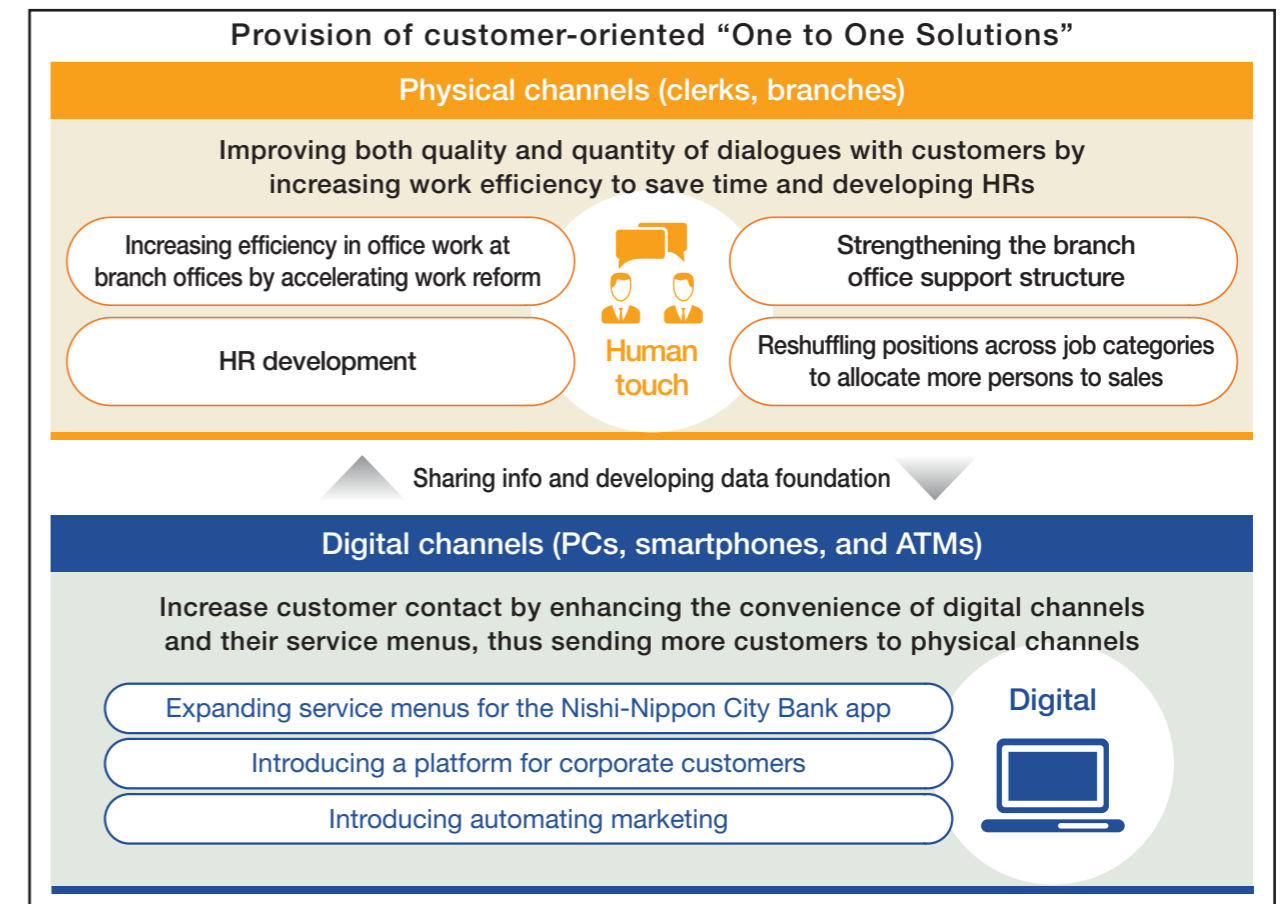 Provision of customer-oriented “One to One Solutions”
Physical channels (clerks, branches)
Improving both quality and quantity of dialogues with customers by
increasing work efficiency to save time and developing HRs
Increasing efficiency in office work at
branch offices by accelerating work reform
Strengthening the branch
office support structure
HR development
Human
touch
Reshuffling positions across job categories
to allocate more persons to sales
Sharing info and developing data foundation
Digital channels (PCs, smartphones, and ATMs)
Increase customer contact by enhancing the convenience of digital channels
and their service menus, thus sending more customers to physical channels
Expanding service menus for the Nishi-Nippon City Bank app
Introducing a platform for corporate customers
Introducing automating marketing
Digital